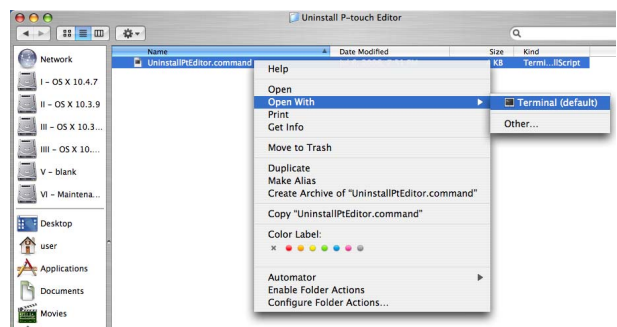 Uninstall P-touch Editor
Name Date Modified Size Kind
UninstallPtEditor.command KB Termi...llScript
Network
I - OS X 10.4.7
II - OS X 10.3.9
III - OS X 10.3...
IIII - OS X 10....
V - blank
VI - Maintena...
Desktop
user
Applications
Documents
Movies
Help
Open
Open With
Terminal (default)
Other...
Print
Get Info
Move to Trash
Duplicate
Make Alias
Create Archive of "UninstallPtEditor.command"
Copy "UninstallPtEditor.command"
Color Label:
×
Automator
Enable Folder Actions
Configure Folder Actions...